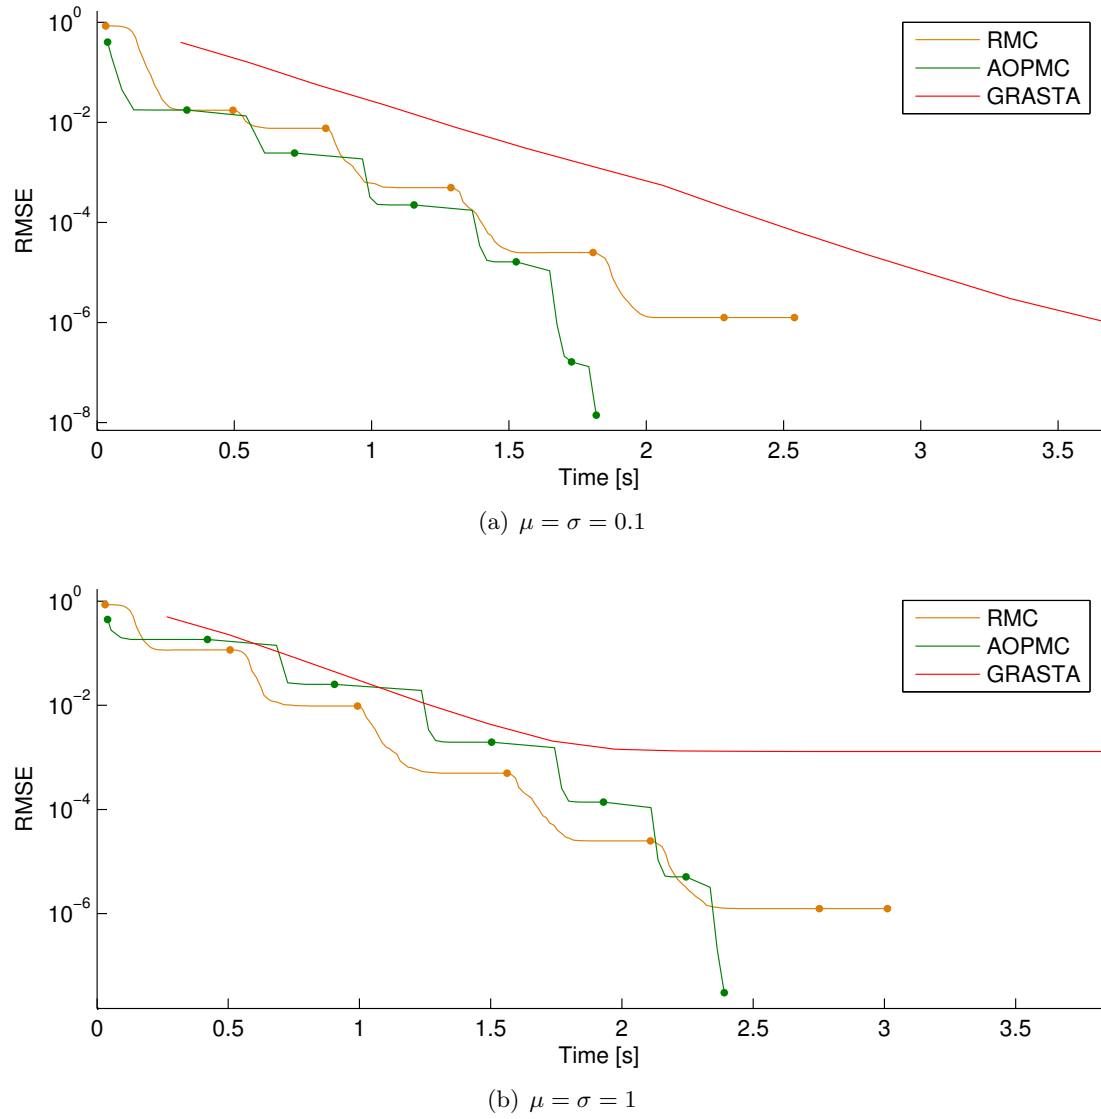 10^0
10^−2
10^−4
10^−6
10^−8
RMSE
RMC
AOPMC
GRASTA
0 0.5 1 1.5 2 2.5 3 3.5
Time [s]
(a) μ = σ = 0.1
10^0
10^−2
10^−4
10^−6
RMSE
RMC
AOPMC
GRASTA
0 0.5 1 1.5 2 2.5 3 3.5
Time [s]
(b) μ = σ = 1